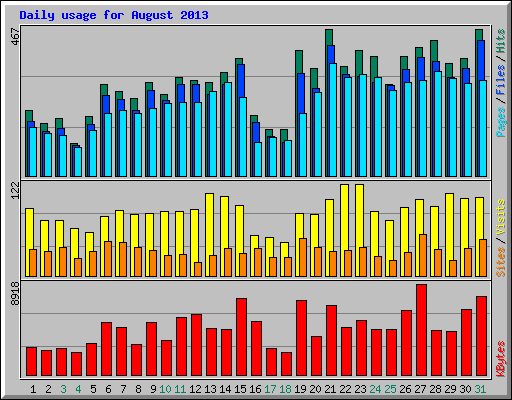 Daily usage for August 2013
467
Pages / Files / Hits
122
Sites / Visits
8918
KBytes
1 2 3 4 5 6 7 8 9 10 11 12 13 14 15 16 17 18 19 20 21 22 23 24 25 26 27 28 29 30 31